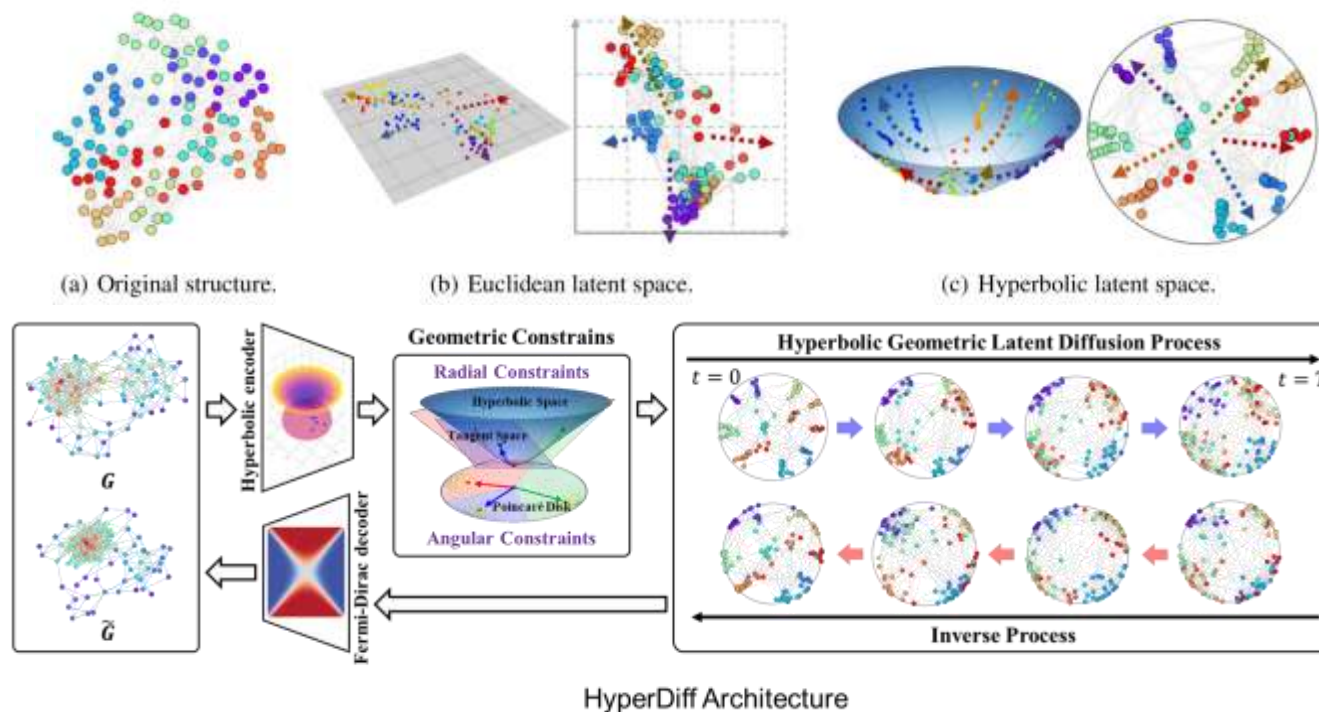 (a) Original structure.
(b) Euclidean latent space.
(c) Hyperbolic latent space.
G
G̃
Hyperbolic encoder
Fermi-Dirac decoder
Geometric Constrains
Radial Constraints
Hyperbolic Space
Tangent Space
Poincaré Disk
Angular Constraints
Hyperbolic Geometric Latent Diffusion Process
t = 0
t = T
Inverse Process
HyperDiff Architecture